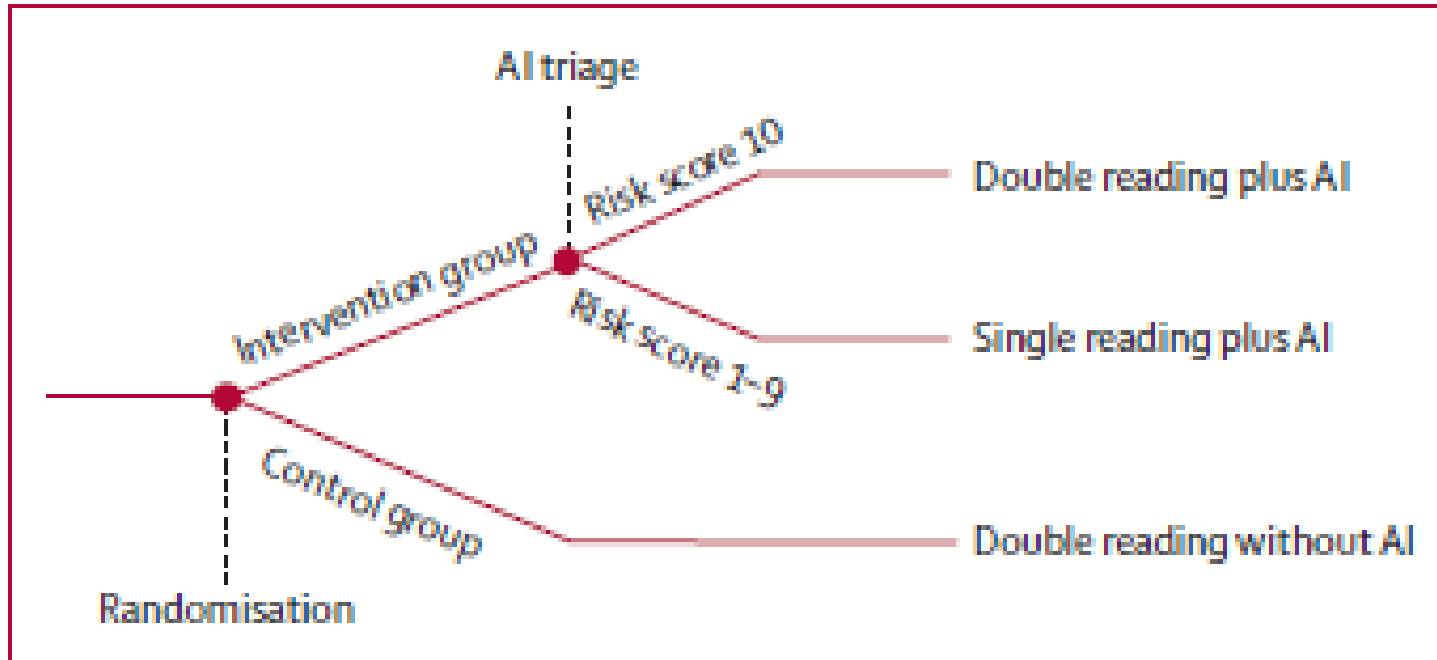 AI triage
Risk score 10
Double reading plus AI
Intervention group
Risk score 1–9
Single reading plus AI
Control group
Double reading without AI
Randomisation